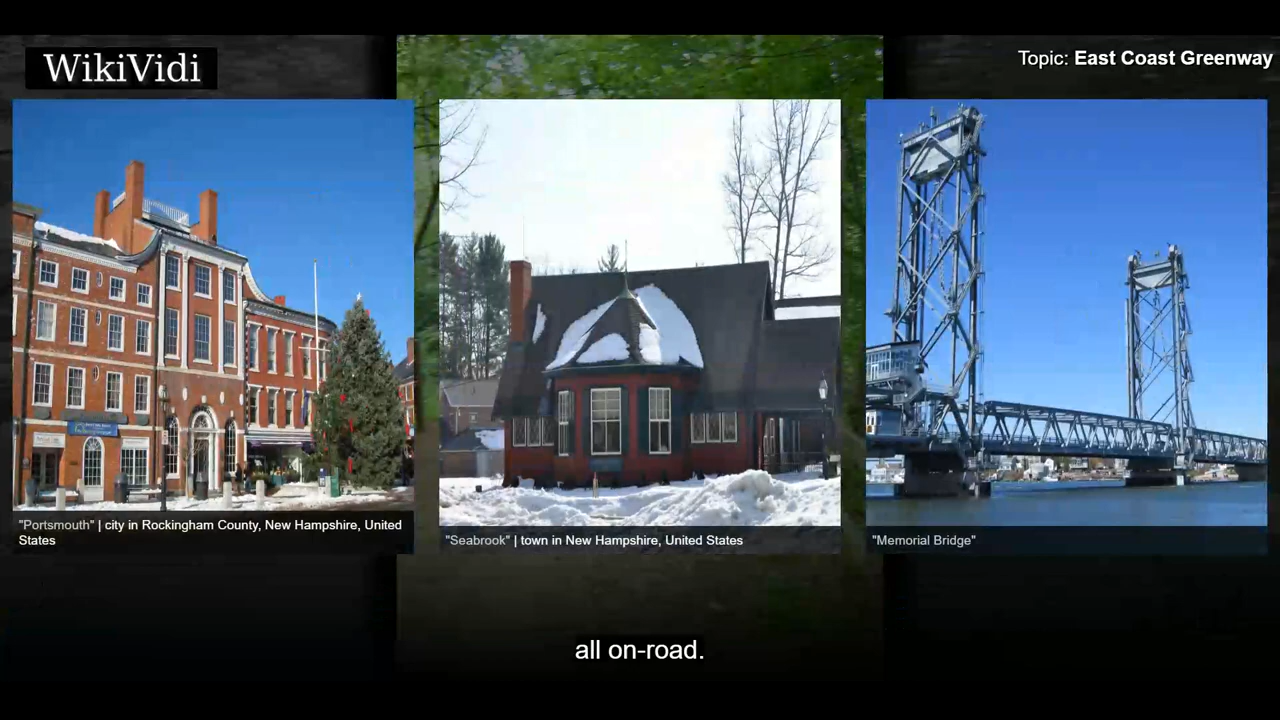 WikiVidi
Topic: East Coast Greenway
"Portsmouth" | city in Rockingham County, New Hampshire, United
States
"Seabrook" | town in New Hampshire, United States
"Memorial Bridge"
all on-road.